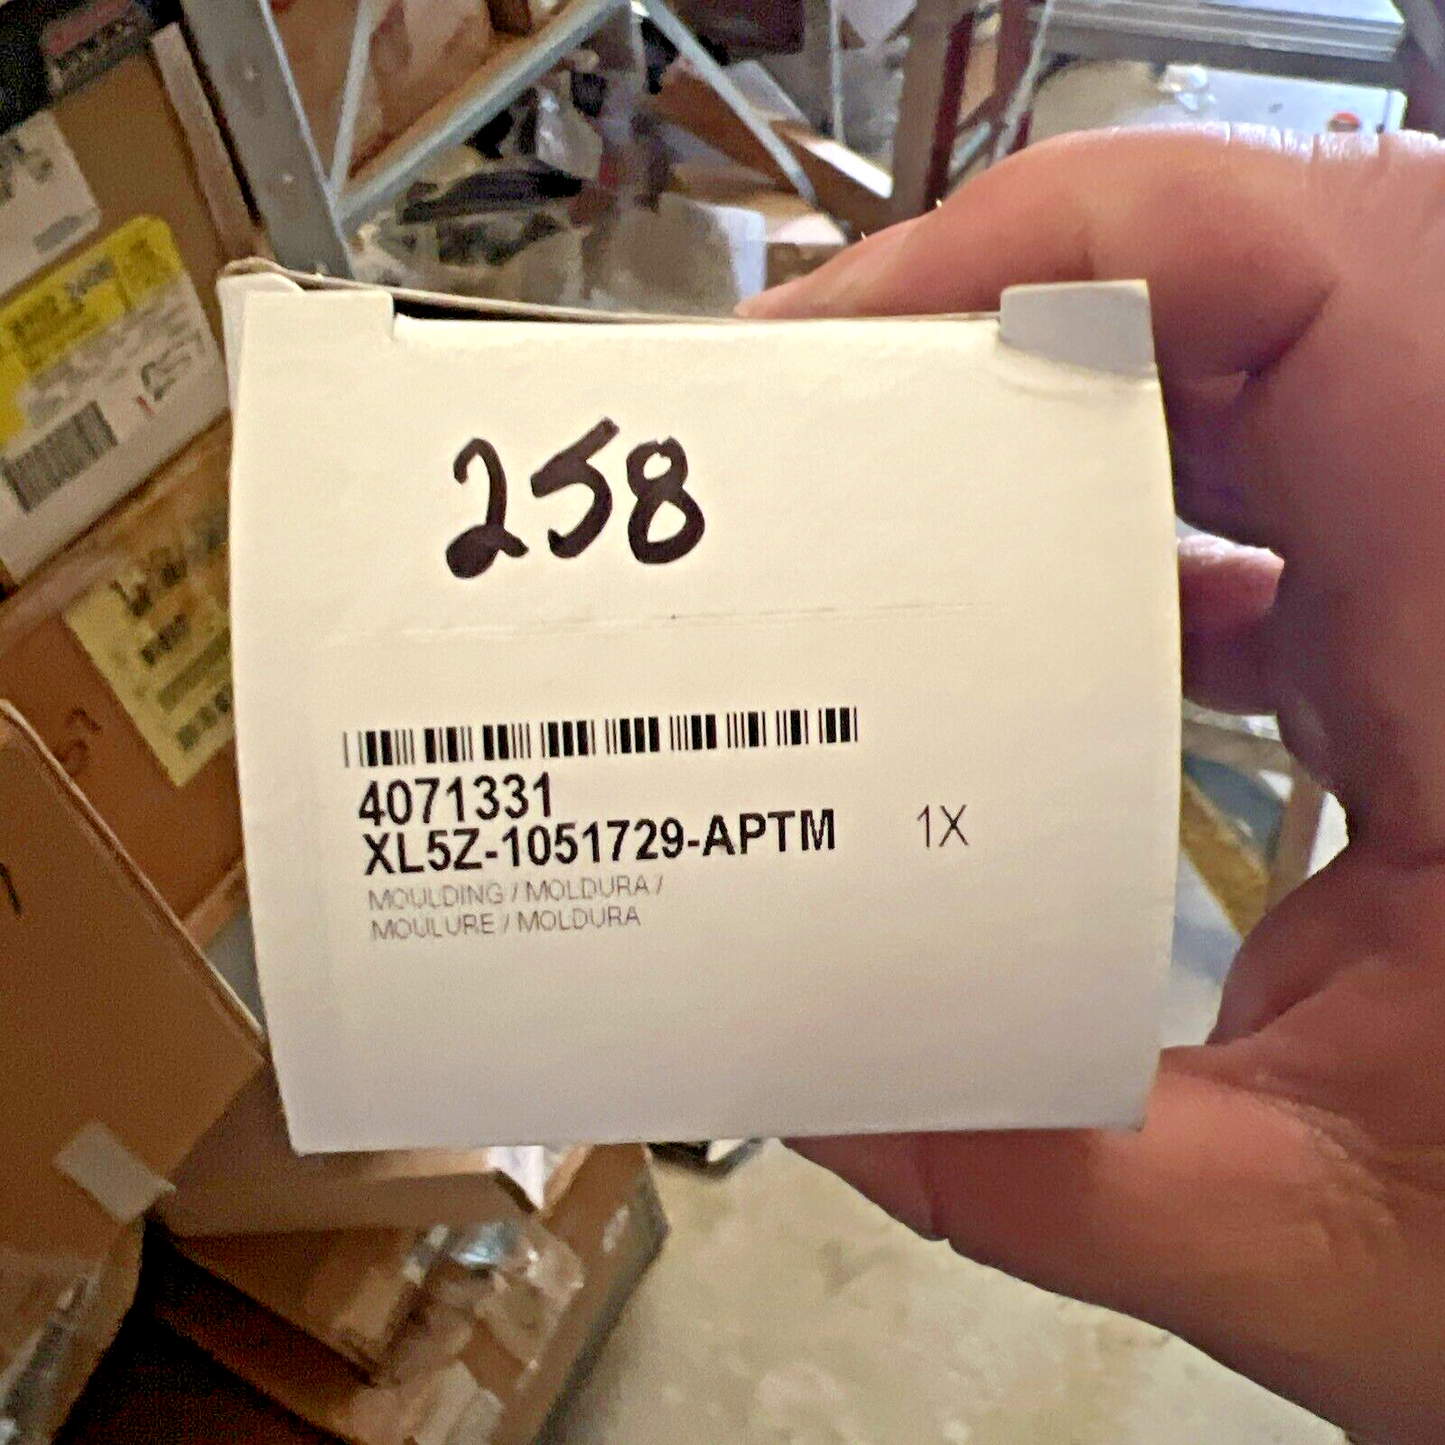 258
4071331
XL5Z-1051729-APTM 1X
MOULDING / MOLDURA /
MOULURE / MOLDURA